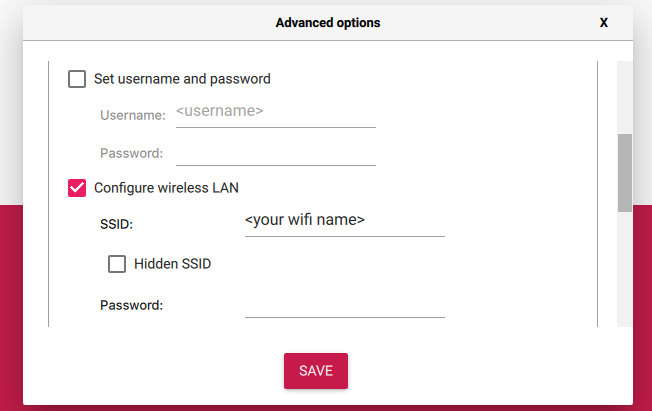 Advanced options X
Set username and password
Username: <username>
Password:
Configure wireless LAN
SSID: <your wifi name>
Hidden SSID
Password:
SAVE